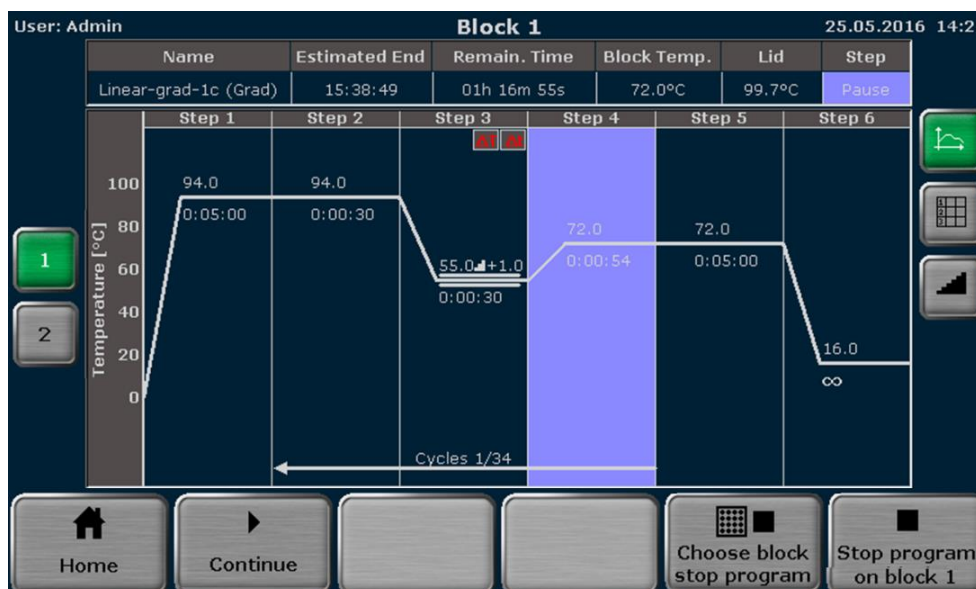 User: Admin
Block 1
25.05.2016 14:2
Name Estimated End Remain. Time Block Temp. Lid Step
Linear-grad-1c (Grad) 15:38:49 01h 16m 55s 72.0ºC 99.7ºC Pause
Step 1 Step 2 Step 3 Step 4 Step 5 Step 6
Temperature [°C]
100
80
60
40
20
0
94.0
0:05:00
94.0
0:00:30
55.0 +1.0
0:00:30
72.0
0:00:54
72.0
0:05:00
16.0
∞
Cycles 1/34
1
2
Home
Continue
Choose block
stop program
Stop program
on block 1